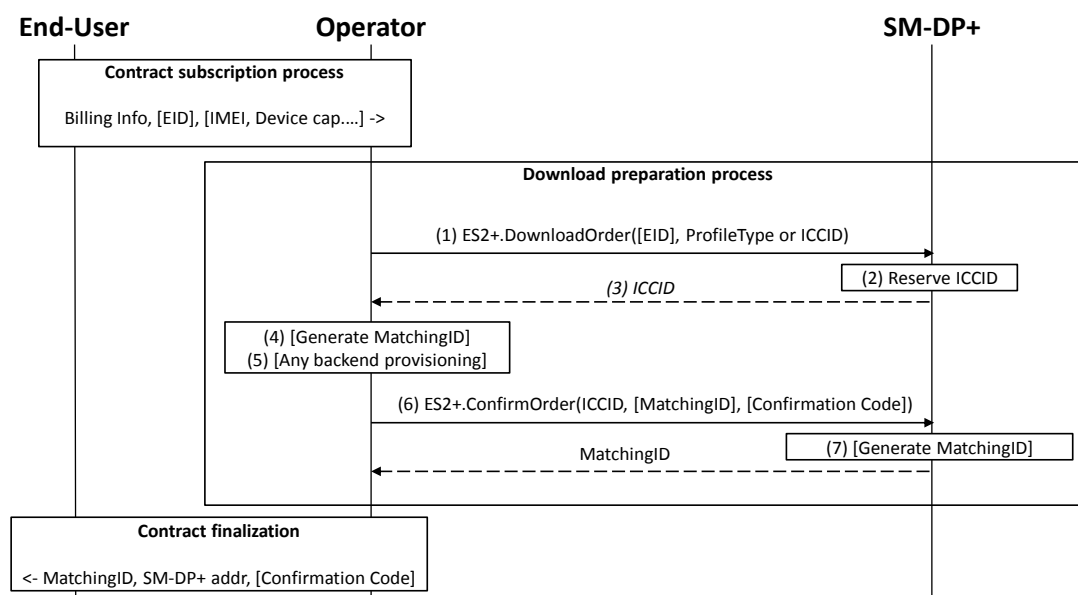 End-User Operator SM-DP+
Contract subscription process
Billing Info, [EID], [IMEI, Device cap....] ->
Download preparation process
(1) ES2+.DownloadOrder([EID], ProfileType or ICCID)
(2) Reserve ICCID
(3) ICCID
(4) [Generate MatchingID]
(5) [Any backend provisioning]
(6) ES2+.ConfirmOrder(ICCID, [MatchingID], [Confirmation Code])
(7) [Generate MatchingID]
MatchingID
Contract finalization
<- MatchingID, SM-DP+ addr, [Confirmation Code]